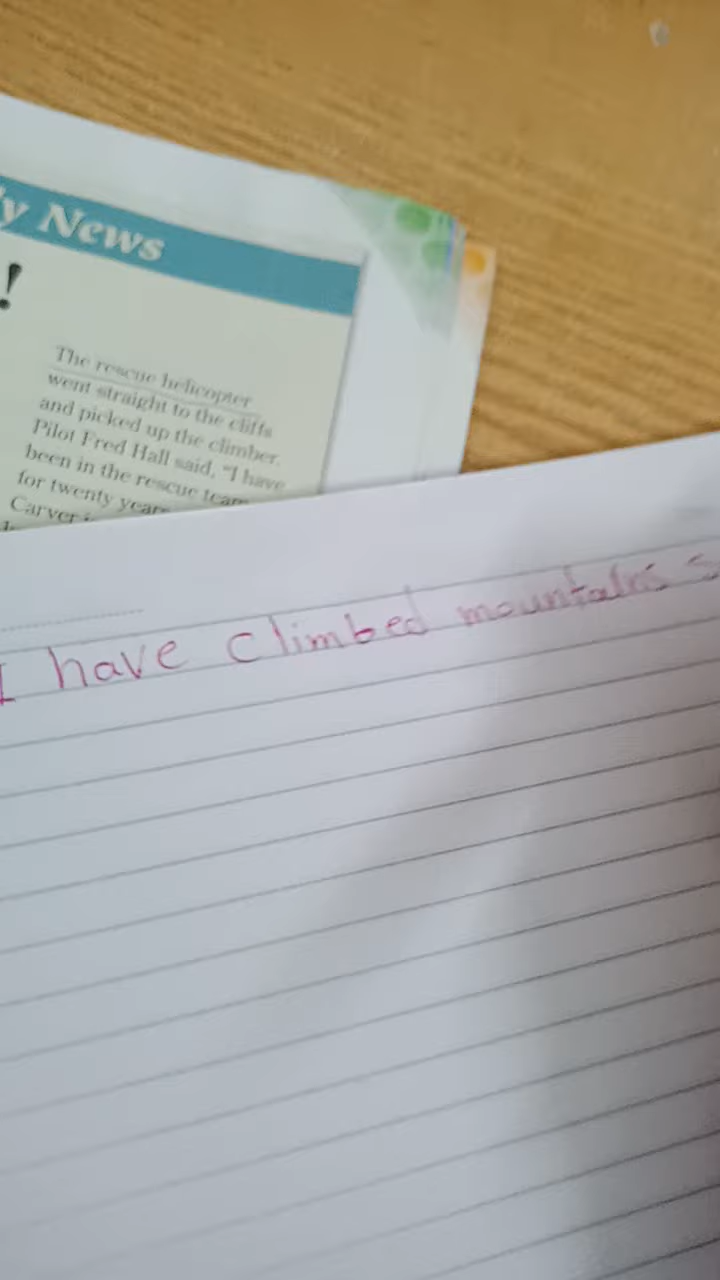 y News
!
The rescue helicopter
went straight to the cliffs
and picked up the climber.
Pilot Fred Hall said, "I have
been in the rescue team
for twenty years
Carver
I have climbed mountains s